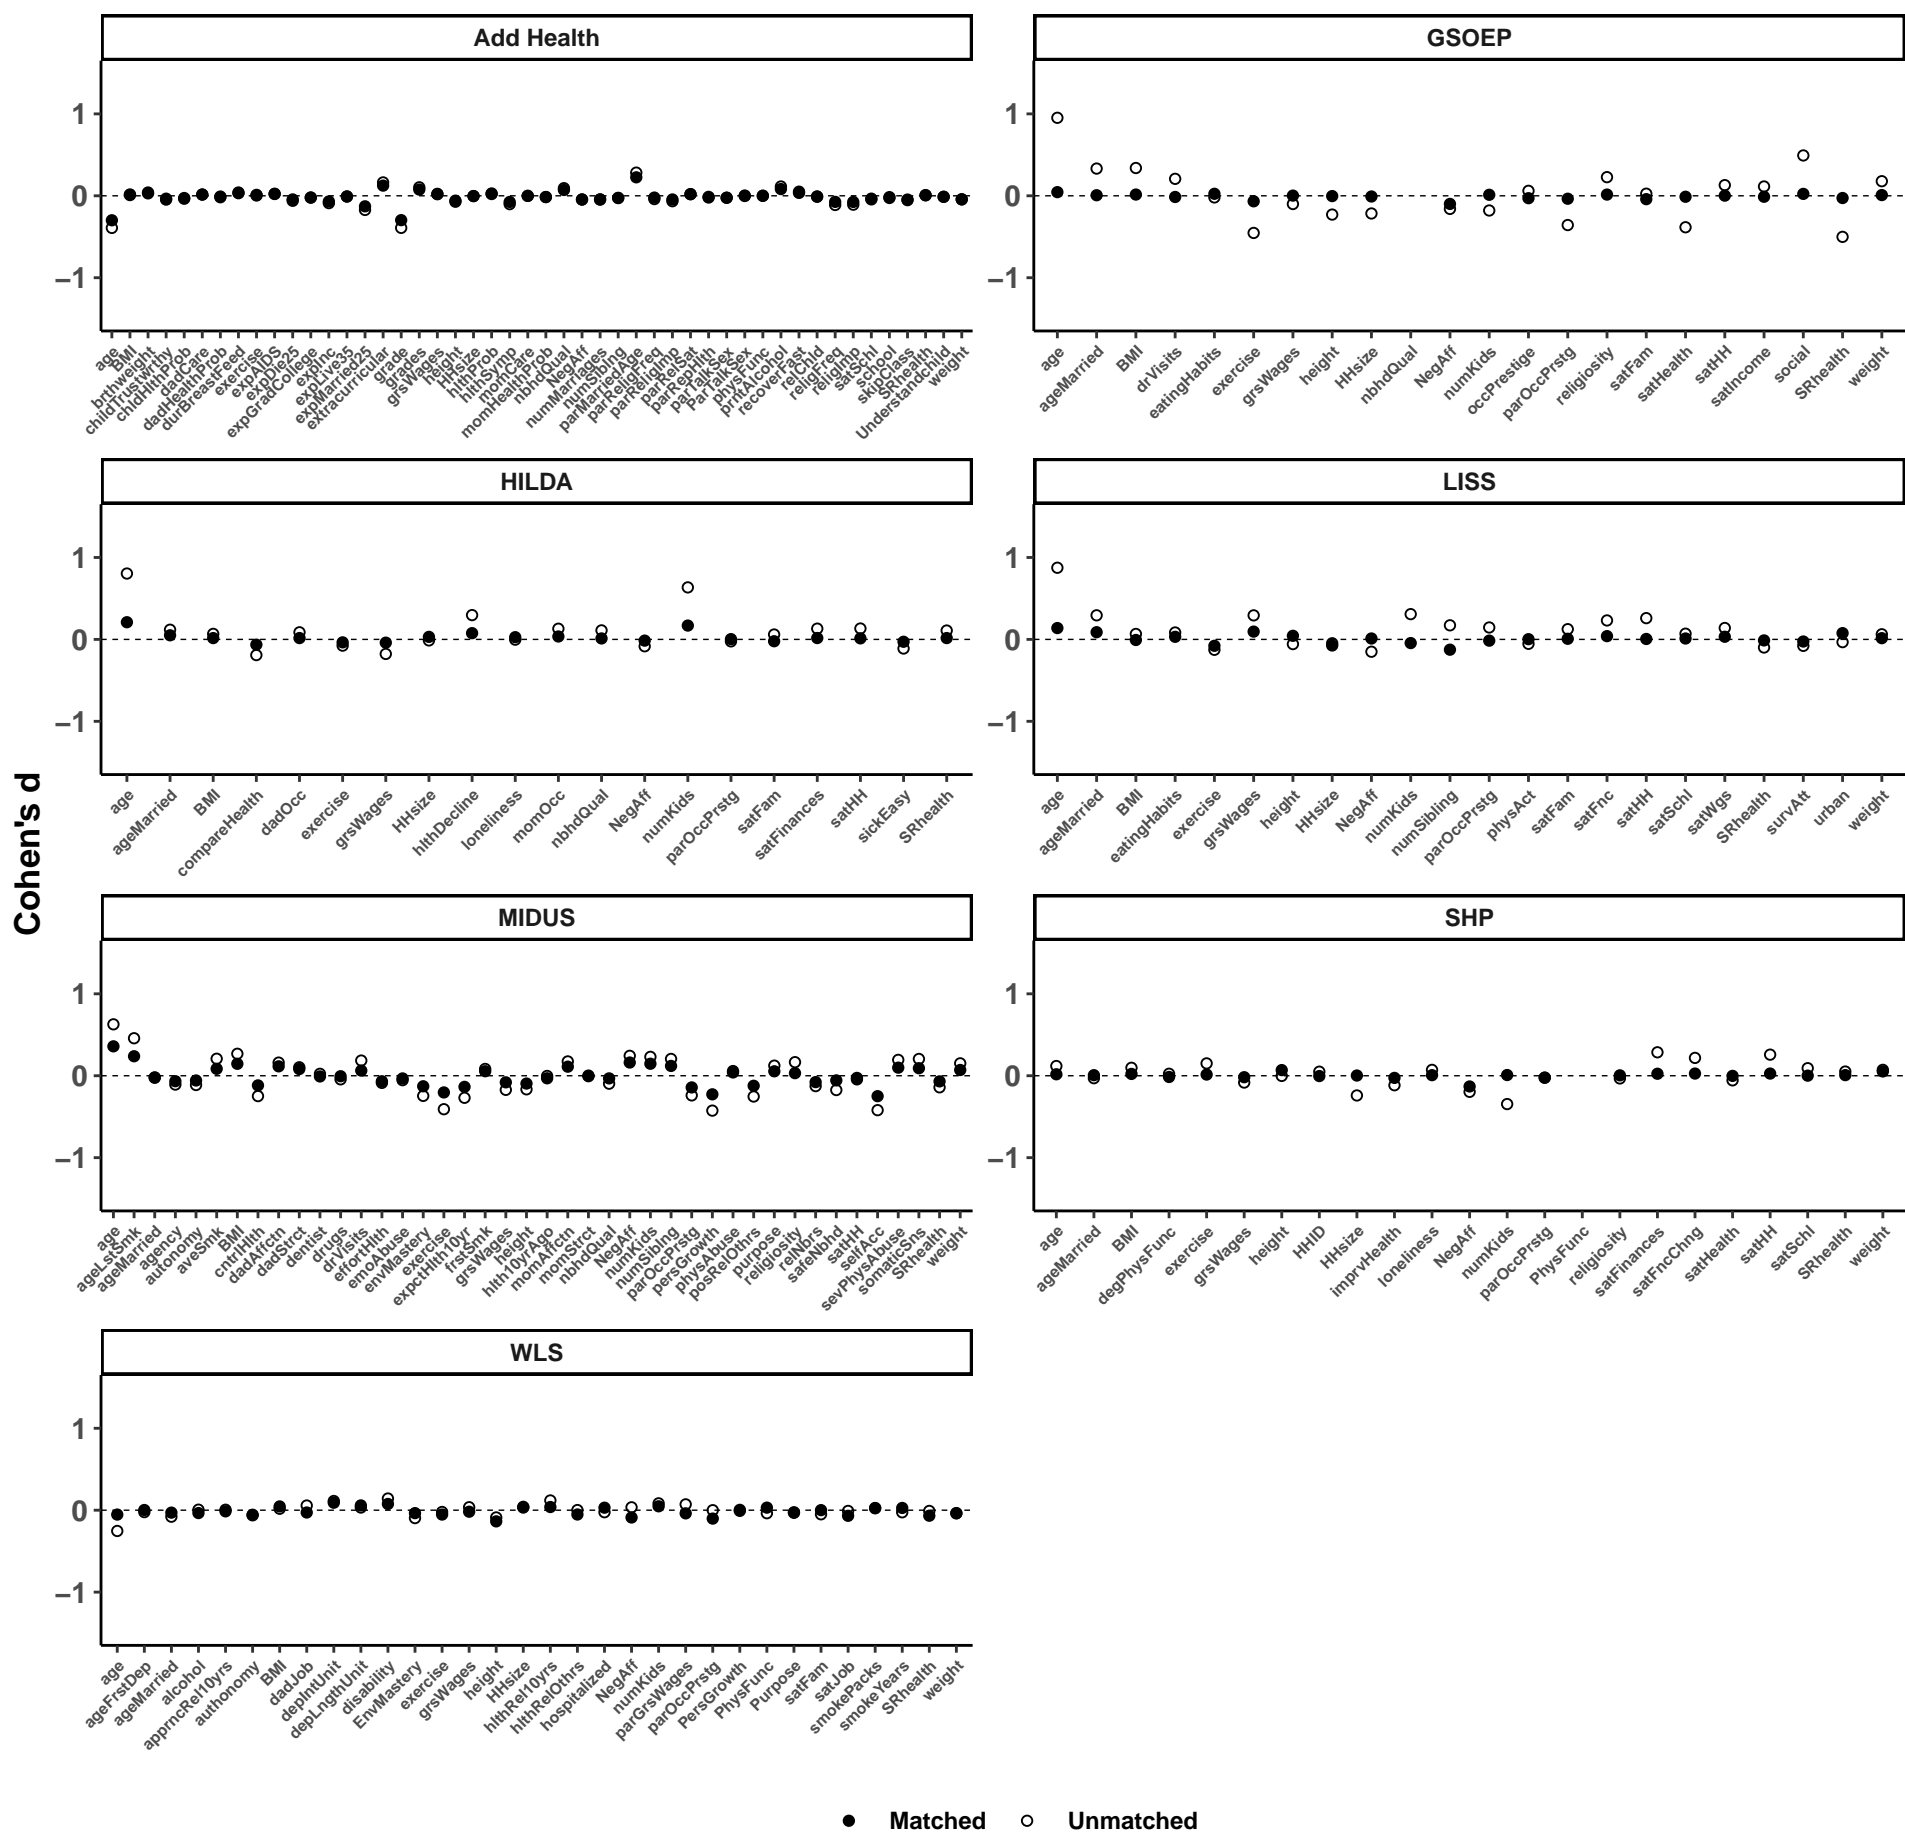 Cohen's d
Add Health
1
0
−1
age
BMI
brthweight
childTrustWrthy
chldHlthProb
dadCare
dadHealthProb
durBreastFeed
exercise
expAIDS
expDie25
expGradCollege
expInc
expLive35
expMarried25
extracurricular
grade
grades
grsWages
height
HHsize
hlthProb
hlthSymp
momCare
momHealthProb
nbhdQual
NegAff
numMarriages
numSibling
parMarriedAge
parReligFreq
parReligImp
parRelSat
parRepHlth
parTalkSex
ParTalkSex
physFunc
prntAlcohol
recoverFast
relChild
religFreq
religImp
satSchl
school
skipClass
SRhealth
Understandchild
weight
GSOEP
1
0
−1
age
ageMarried
BMI
drVisits
eatingHabits
exercise
grsWages
height
HHsize
nbhdQual
NegAff
numKids
occPrestige
parOccPrstg
religiosity
satFam
satHealth
satHH
satIncome
social
SRhealth
weight
HILDA
1
0
−1
age
ageMarried
BMI
compareHealth
dadOcc
exercise
grsWages
HHsize
hlthDecline
loneliness
momOcc
nbhdQual
NegAff
numKids
parOccPrstg
satFam
satFinances
satHH
sickEasy
SRhealth
LISS
1
0
−1
age
ageMarried
BMI
eatingHabits
exercise
grsWages
height
HHsize
NegAff
numKids
numSibling
parOccPrstg
physAct
satFam
satFnc
satHH
satSchl
satWgs
SRhealth
survAtt
urban
weight
MIDUS
1
0
−1
age
ageLstSmk
ageMarried
agency
autonomy
aveSmk
BMI
cntrlHlth
dadAffctn
dadStrct
dentist
drugs
drVisits
effortHlth
emoAbuse
envMastery
exercise
expctHlth10yr
frstSmk
grsWages
height
hlth10yrAgo
momAffctn
momStrct
nbhdQual
NegAff
numKids
numSiblng
parOccPrstg
persGrowth
physAbuse
posRelOthrs
purpose
religiosity
relNbrs
safeNbhd
satHH
selfAcc
sevPhysAbuse
somaticSns
SRhealth
weight
SHP
1
0
−1
age
ageMarried
BMI
degPhysFunc
exercise
grsWages
height
HHID
HHsize
imprvHealth
loneliness
NegAff
numKids
parOccPrstg
PhysFunc
religiosity
satFinances
satFncChng
satHealth
satHH
satSchl
SRhealth
weight
WLS
1
0
−1
age
ageFrstDep
ageMarried
alcohol
apprncRel10yrs
authonomy
BMI
dadJob
depIntUnit
depLngthUnit
disability
EnvMastery
exercise
grsWages
height
HHsize
hlthRel10yrs
hlthRelOthrs
hospitalized
NegAff
numKids
parGrsWages
parOccPrstg
PersGrowth
PhysFunc
Purpose
satFam
satJob
smokePacks
smokeYears
SRhealth
weight
Matched
Unmatched